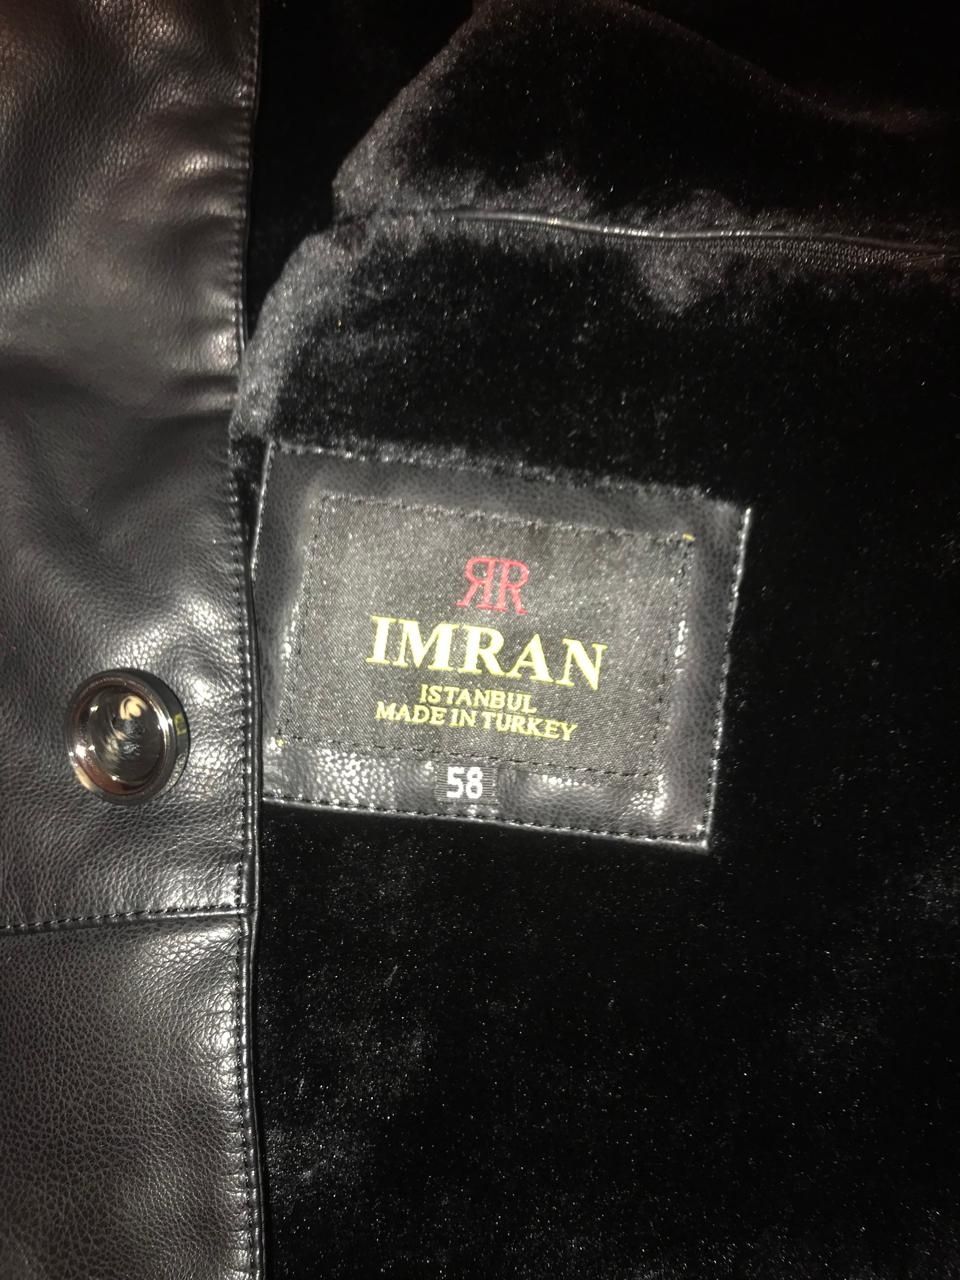 ЯR
IMRAN
ISTANBUL
MADE IN TURKEY
58